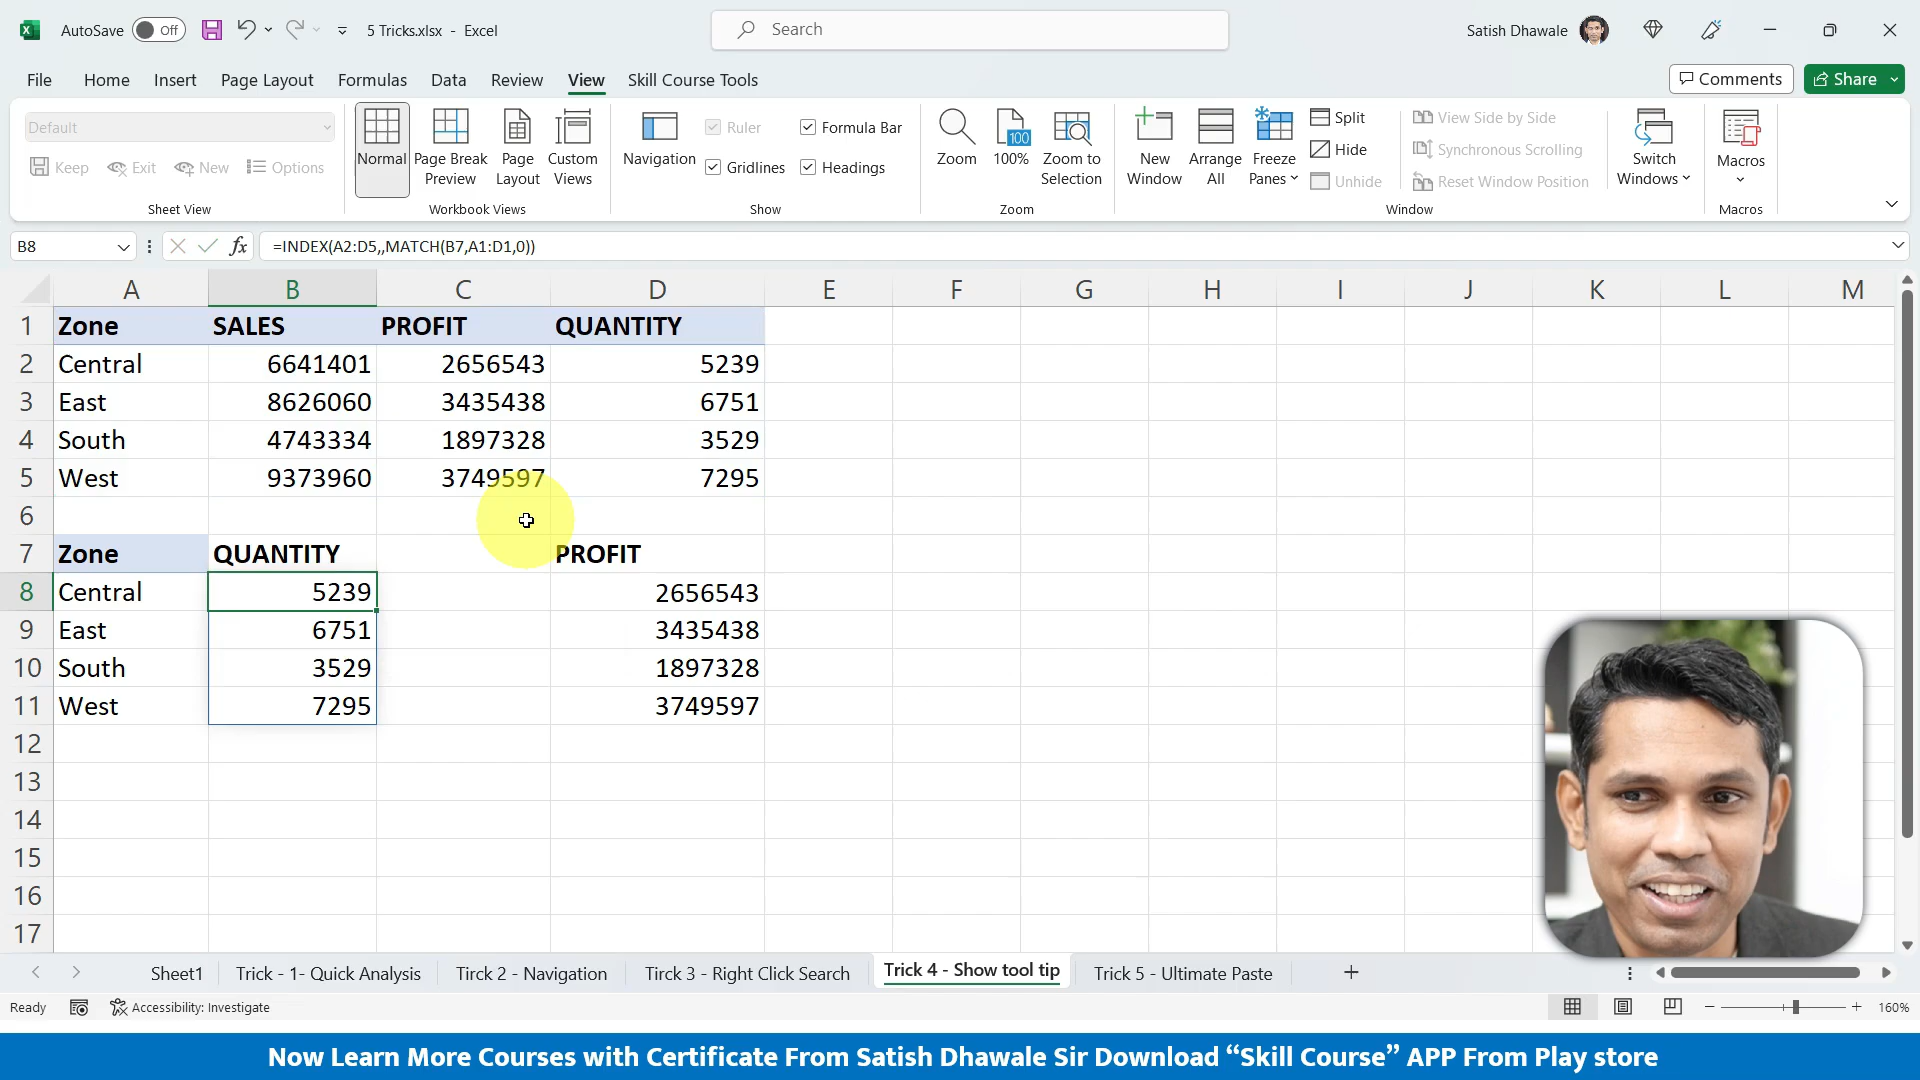 AutoSave Off 5 Tricks.xlsx - Excel Search Satish Dhawale
File Home Insert Page Layout Formulas Data Review View Skill Course Tools Comments Share
Default
Keep Exit New Options
Sheet View
Normal Page Break Preview Page Layout Custom Views
Workbook Views
Navigation Ruler Formula Bar
Gridlines Headings
Show
Zoom 100 100% Zoom to Selection
Zoom
New Window Arrange All Freeze Panes Split
Hide
Unhide
View Side by Side
Synchronous Scrolling
Reset Window Position
Switch Windows
Window
Macros
Macros
B8 fx =INDEX(A2:D5,,MATCH(B7,A1:D1,0))
A B C D E F G H I J K L M
1 Zone SALES PROFIT QUANTITY
2 Central 6641401 2656543 5239
3 East 8626060 3435438 6751
4 South 4743334 1897328 3529
5 West 9373960 3749597 7295
6
7 Zone QUANTITY PROFIT
8 Central 5239 2656543
9 East 6751 3435438
10 South 3529 1897328
11 West 7295 3749597
12
13
14
15
16
17
Sheet1 Trick - 1- Quick Analysis Tirck 2 - Navigation Tirck 3 - Right Click Search Trick 4 - Show tool tip Trick 5 - Ultimate Paste
Ready Accessibility: Investigate 160%
Now Learn More Courses with Certificate From Satish Dhawale Sir Download “Skill Course” APP From Play store